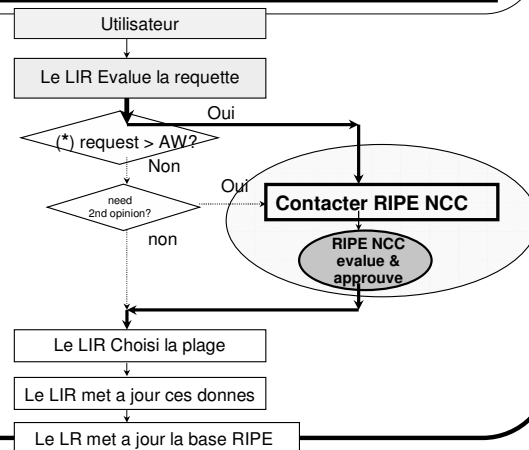 Utilisateur
Le LIR Evalue la requette
Oui
(*) request > AW?
Non
need
2nd opinion?
Oui
non
Contacter RIPE NCC
RIPE NCC
evalue &
approuve
Le LIR Choisi la plage
Le LIR met a jour ces donnes
Le LR met a jour la base RIPE